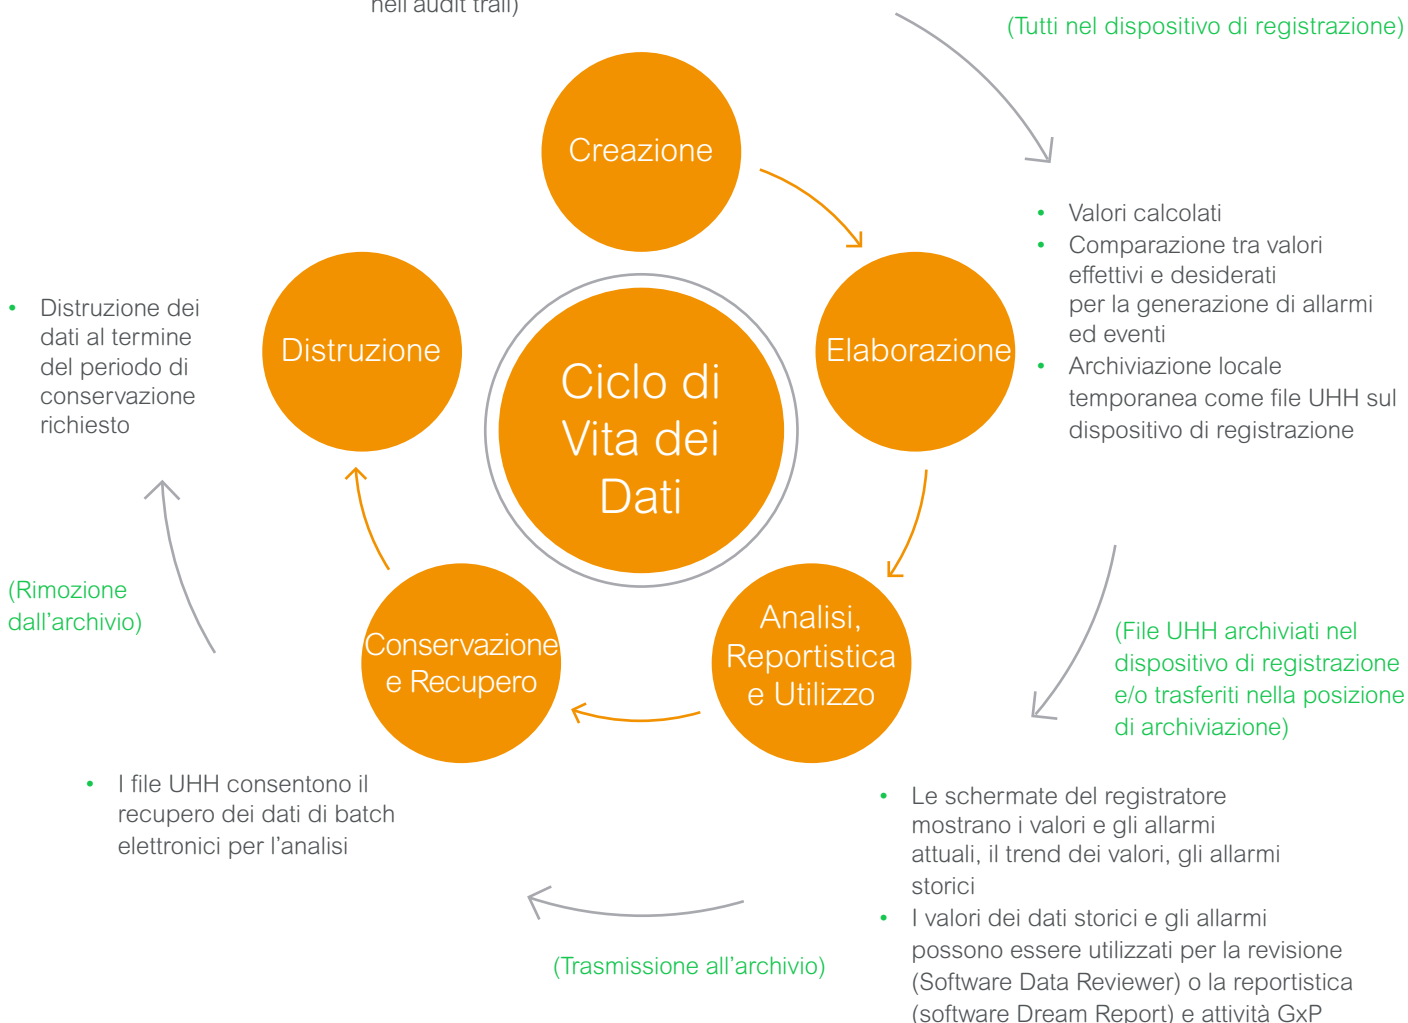 nell'audit trail)
(Tutti nel dispositivo di registrazione)
Creazione
• Valori calcolati
• Comparazione tra valori
effettivi e desiderati
per la generazione di allarmi
ed eventi
• Archiviazione locale
temporanea come file UHH sul
dispositivo di registrazione
Elaborazione
Distruzione
• Distruzione dei
dati al termine
del periodo di
conservazione
richiesto
Ciclo di
Vita dei
Dati
(Rimozione
dall'archivio)
(File UHH archiviati nel
dispositivo di registrazione
e/o trasferiti nella posizione
di archiviazione)
Analisi,
Reportistica
e Utilizzo
Conservazione
e Recupero
• I file UHH consentono il
recupero dei dati di batch
elettronici per l'analisi
• Le schermate del registratore
mostrano i valori e gli allarmi
attuali, il trend dei valori, gli allarmi
storici
• I valori dei dati storici e gli allarmi
possono essere utilizzati per la revisione
(Software Data Reviewer) o la reportistica
(software Dream Report) e attività GxP
(Trasmissione all'archivio)